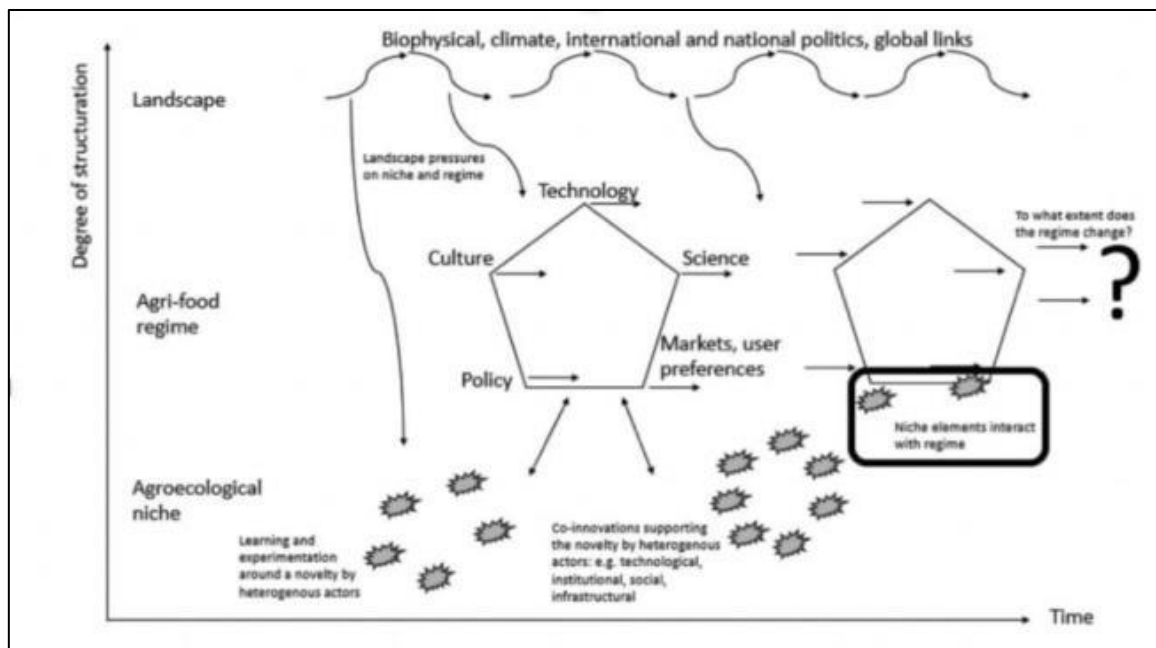 Biophysical, climate, international and national politics, global links
Degree of structuration
Landscape
Landscape pressures
on niche and regime
Technology
To what extent does
the regime change?
?
Culture
Science
Agri-food
regime
Markets, user
preferences
Policy
Niche elements interact
with regime
Agroecological
niche
Learning and
experimentation
around a novelty by
heterogenous actors
Co-innovations supporting
the novelty by heterogenous
actors: e.g. technological,
institutional, social,
infrastructural
Time